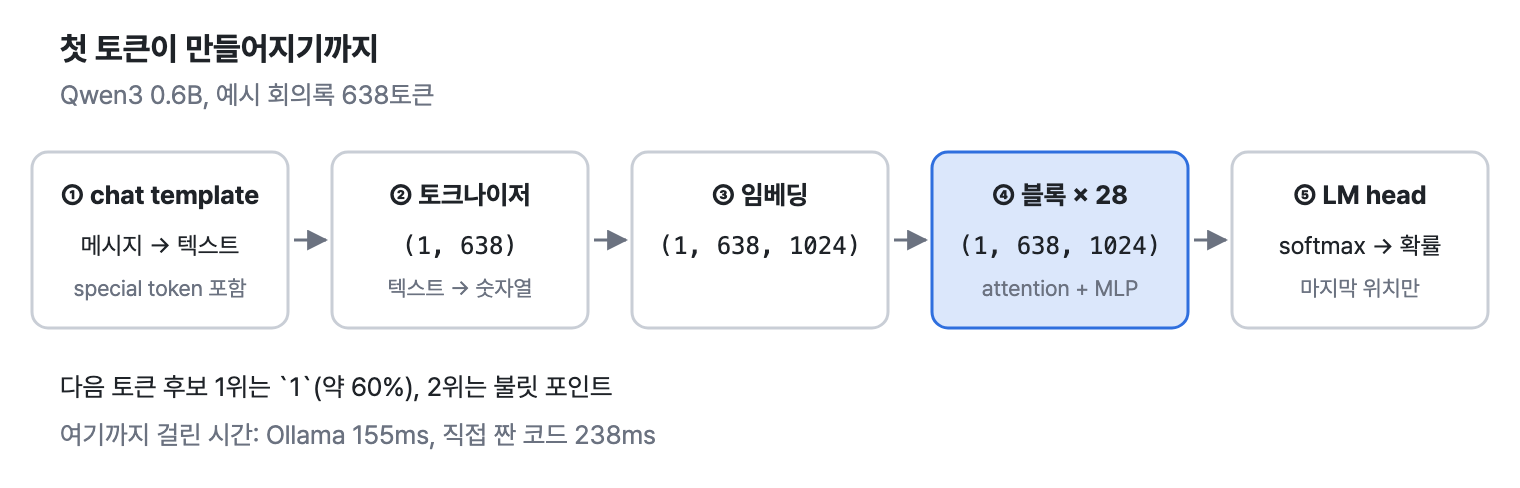 첫 토큰이 만들어지기까지
Qwen3 0.6B, 예시 회의록 638토큰
① chat template
메시지 → 텍스트
special token 포함
② 토크나이저
(1, 638)
텍스트 → 숫자열
③ 임베딩
(1, 638, 1024)
④ 블록 × 28
(1, 638, 1024)
attention + MLP
⑤ LM head
softmax → 확률
마지막 위치만
다음 토큰 후보 1위는 `1`(약 60%), 2위는 불릿 포인트
여기까지 걸린 시간: Ollama 155ms, 직접 짠 코드 238ms